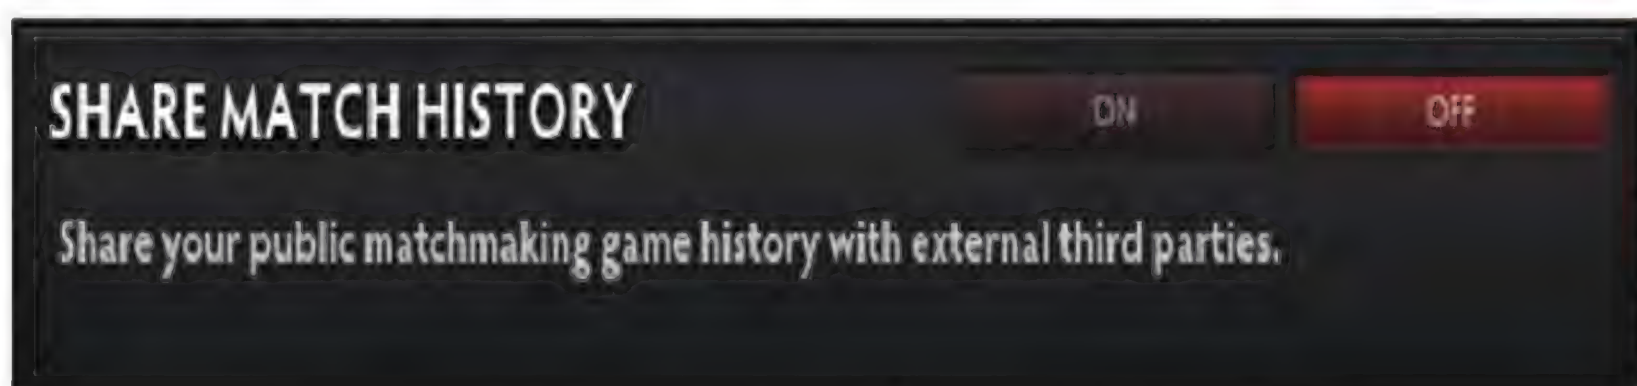 SHARE MATCH HISTORY ON OFF
Share your public matchmaking game history with external third parties.